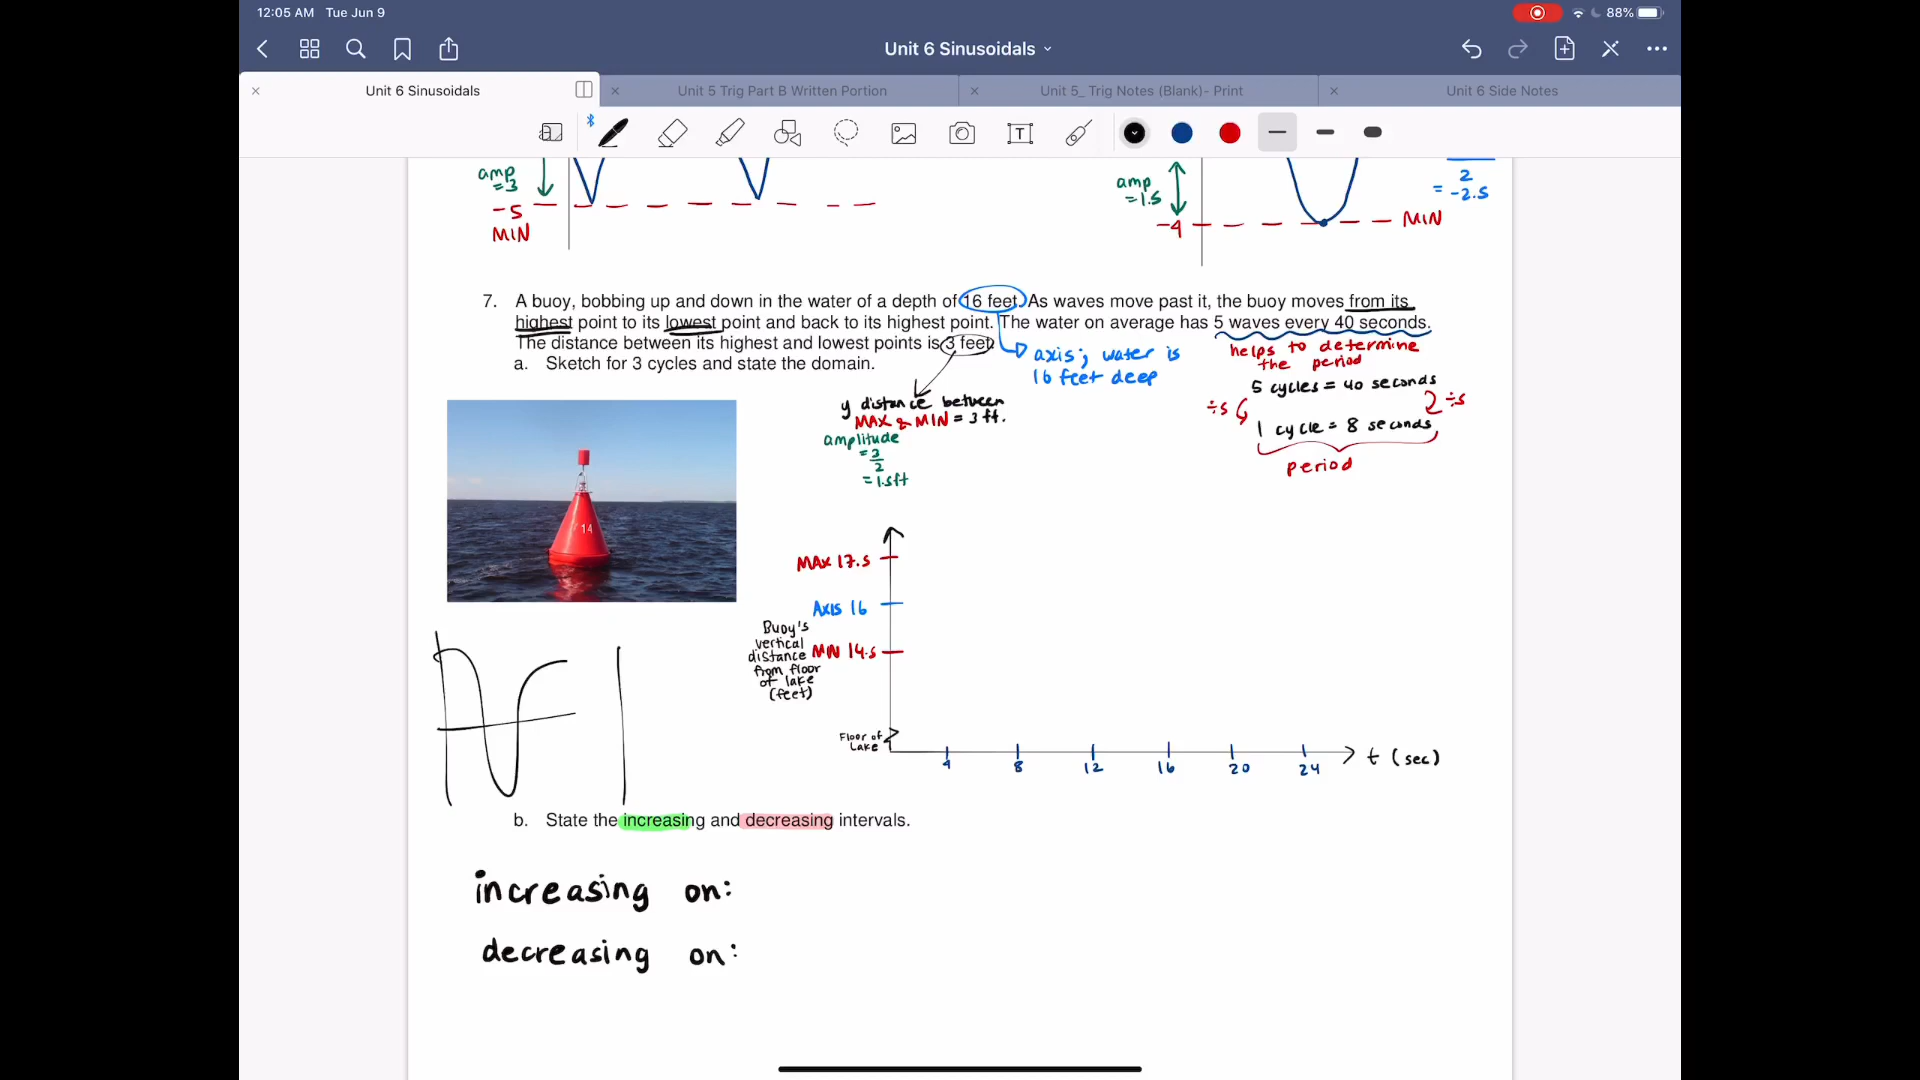 12:05 AM Tue Jun 9
88%
Unit 6 Sinusoidals
Unit 6 Sinusoidals
Unit 5 Trig Part B Written Portion
Unit 5_ Trig Notes (Blank)- Print
Unit 6 Side Notes
amp
=3
-5
MIN
amp
=1.5
-4
MIN
2
= -2.5
7. A buoy, bobbing up and down in the water of a depth of 16 feet. As waves move past it, the buoy moves from its
highest point to its lowest point and back to its highest point. The water on average has 5 waves every 40 seconds.
The distance between its highest and lowest points is 3 feet.
a. Sketch for 3 cycles and state the domain.
axis; water is
16 feet deep
helps to determine
the period
5 cycles = 40 seconds
÷5 ÷5
1 cycle = 8 seconds
period
y distance between
MAX & MIN = 3 ft.
amplitude
= 3
2
= 1.5ft
14
MAX 17.5
AXIS 16
MIN 14.5
Buoy's
vertical
distance
from floor
of lake
(feet)
Floor of
Lake
4 8 12 16 20 24
t (sec)
b. State the increasing and decreasing intervals.
increasing on:
decreasing on: